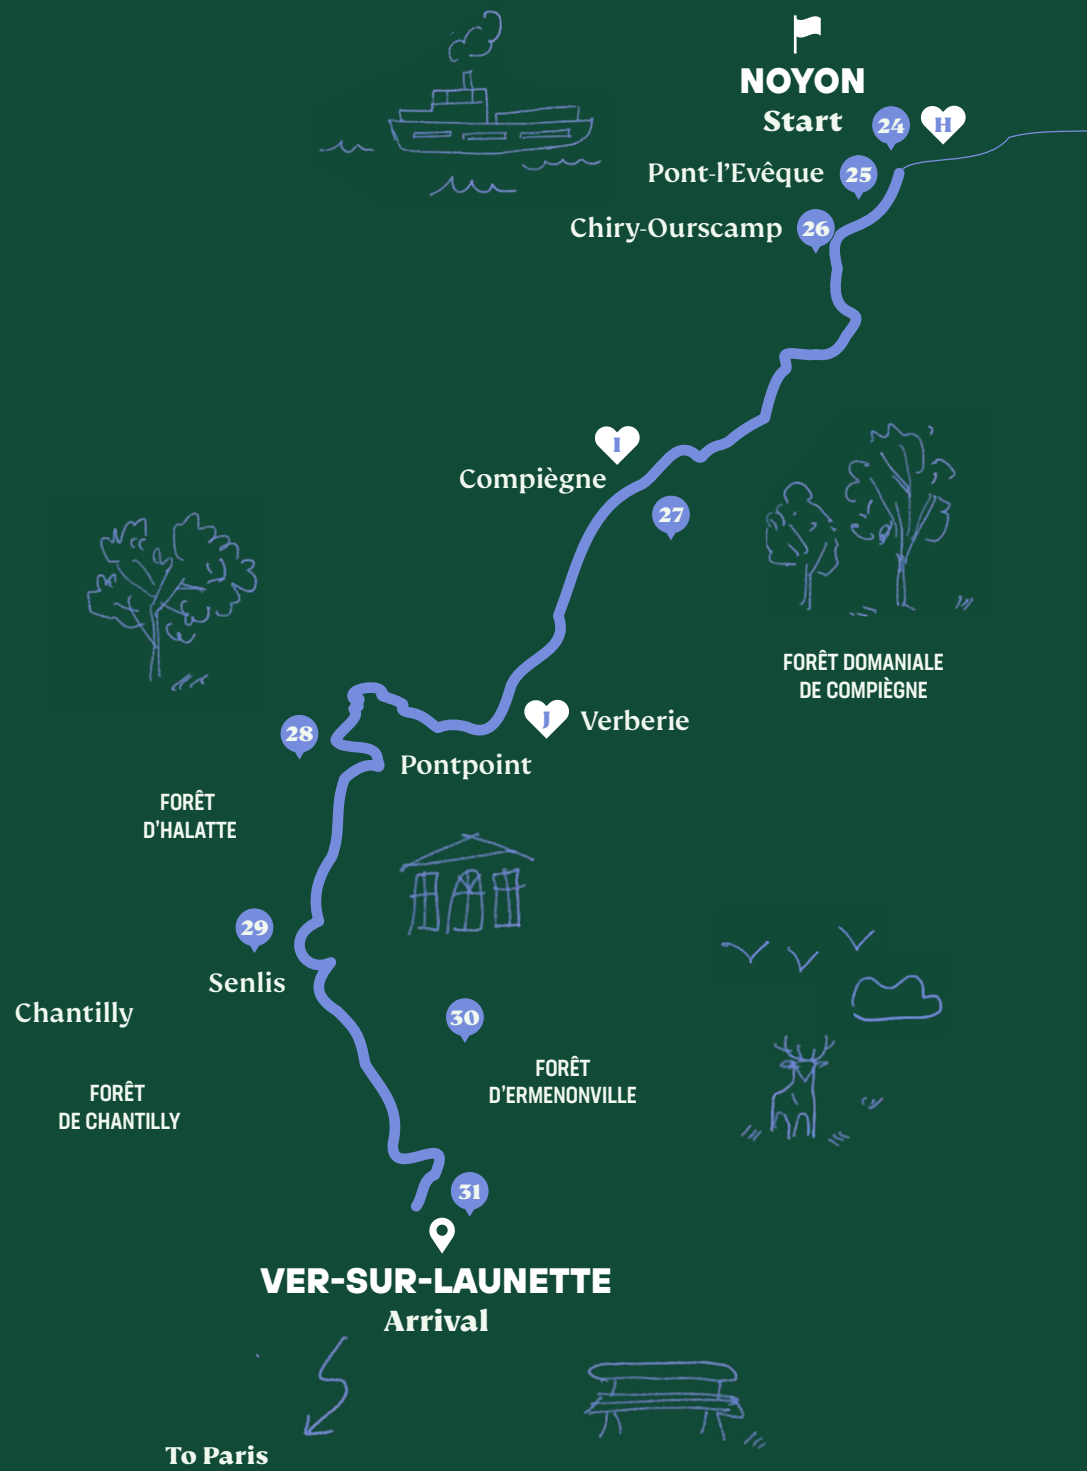 NOYON
Start
24
H
Pont-l'Evêque
25
Chiry-Ourscamp
26
I
Compiègne
27
FORÊT DOMANIALE
DE COMPIÈGNE
J
Verberie
28
Pontpoint
FORÊT
D'HALATTE
29
Senlis
Chantilly
30
FORÊT
D'ERMENONVILLE
FORÊT
DE CHANTILLY
31
VER-SUR-LAUNETTE
Arrival
To Paris